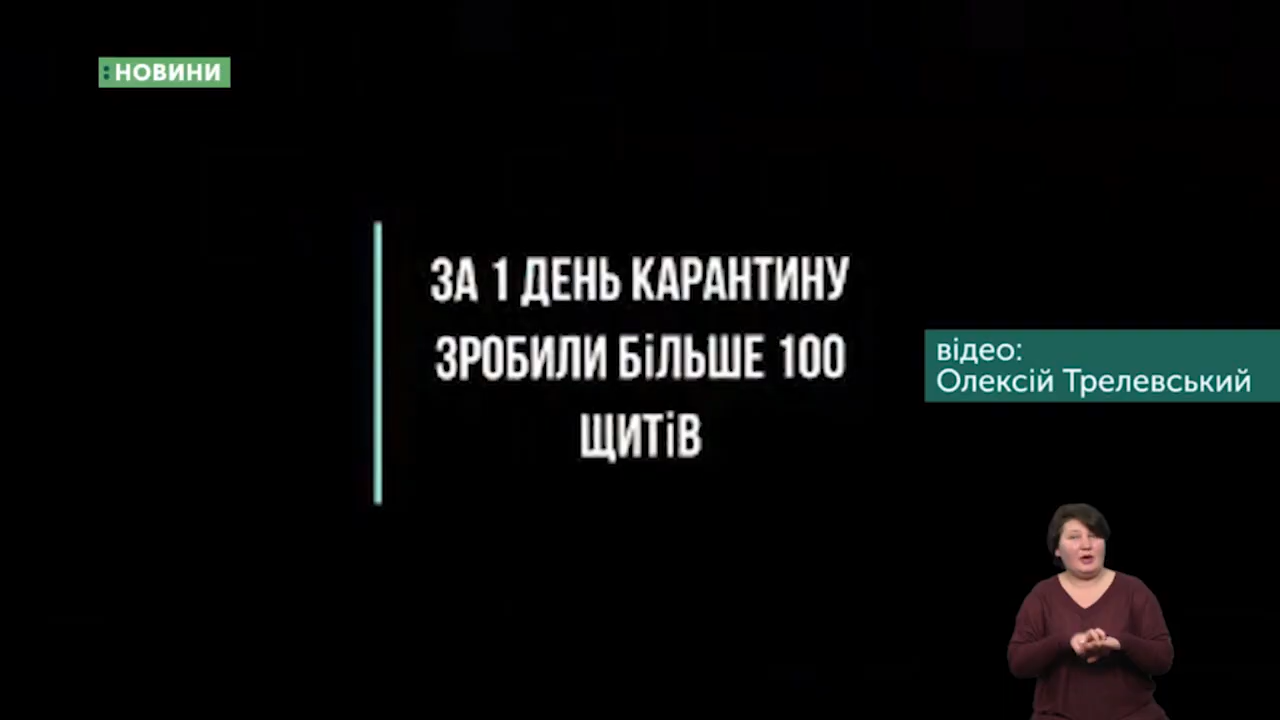 :НОВИНИ
ЗА 1 ДЕНЬ КАРАНТИНУ
ЗРОБИЛИ БіЛЬШЕ 100
ЩИТіВ
відео:
Олексій Трелевський